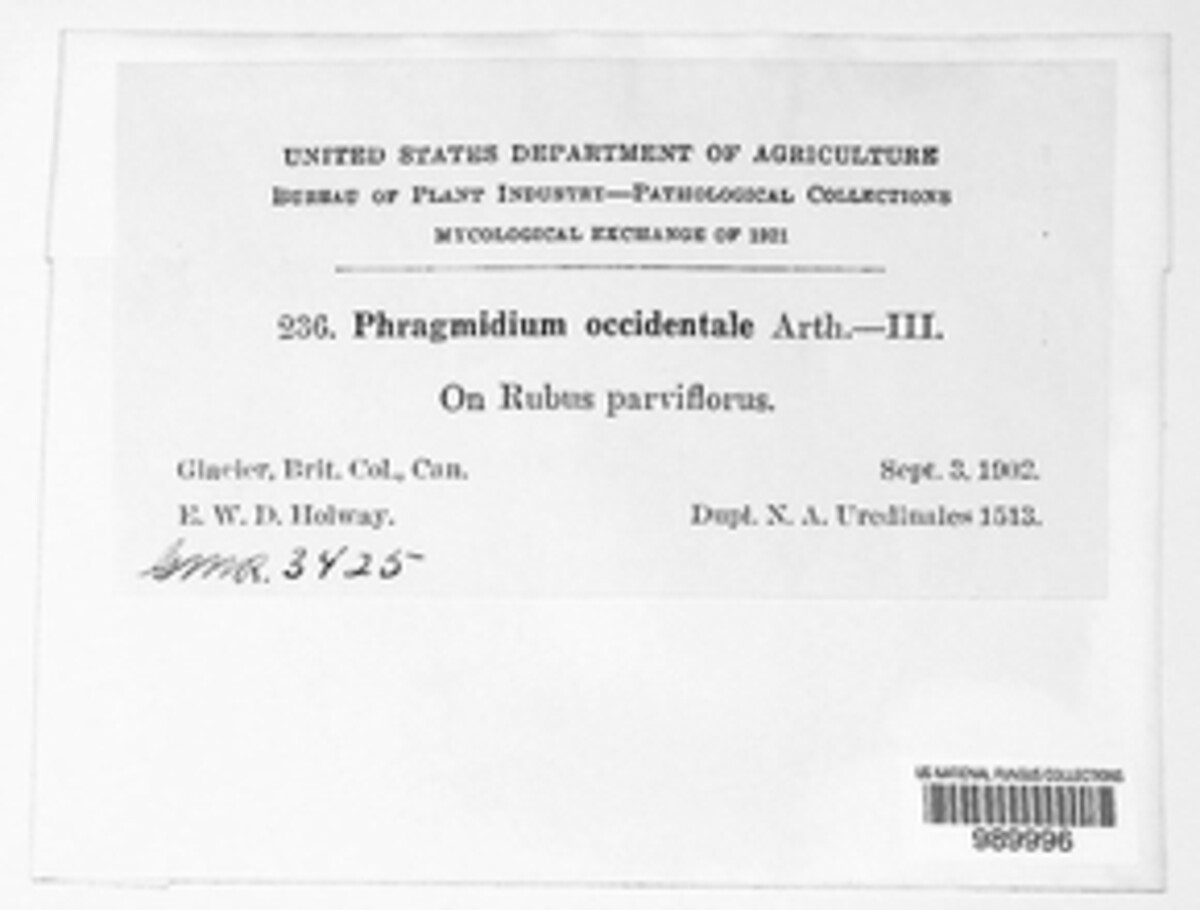 UNITED STATES DEPARTMENT OF AGRICULTURE
BUREAU OF PLANT INDUSTRY—PATHOLOGICAL COLLECTIONS
MYCOLOGICAL EXCHANGE OF 1921
236. Phragmidium occidentale Arth.—III.
On Rubus parviflorus.
Glacier, Brit. Col., Can. Sept. 3, 1902.
E. W. D. Holway. Dupl. N. A. Uredinales 1513.
3425
US NATIONAL FUNGUS COLLECTIONS
989996